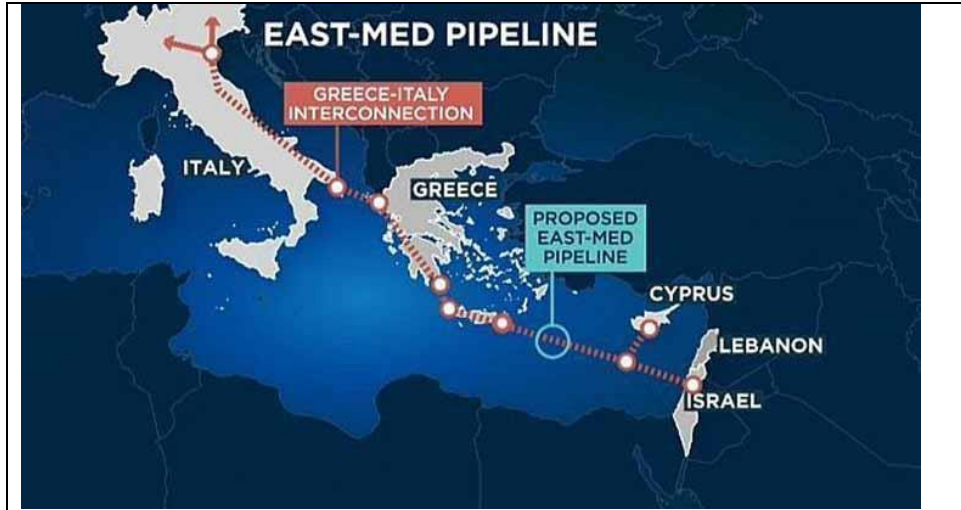 EAST-MED PIPELINE
GREECE-ITALY
INTERCONNECTION
ITALY
GREECE
PROPOSED
EAST-MED
PIPELINE
CYPRUS
LEBANON
ISRAEL